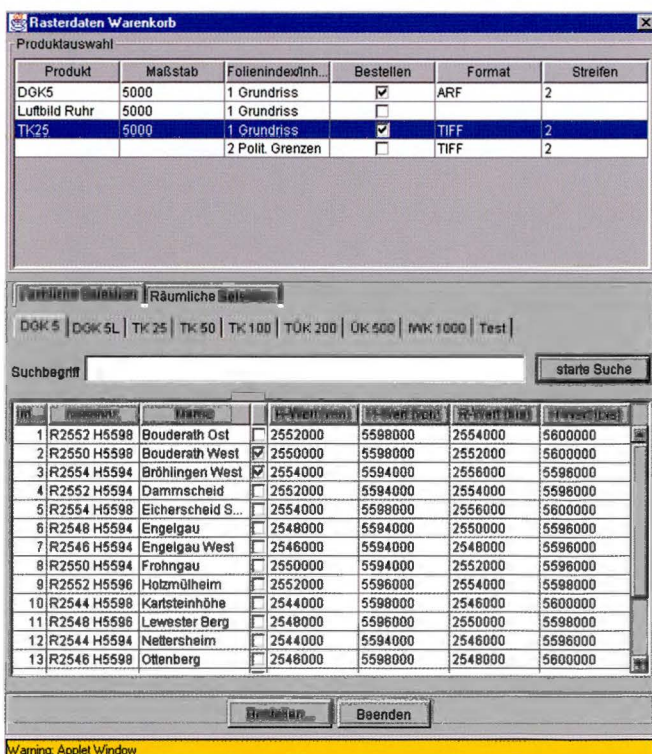 Rasterdaten Warenkorb
Produktauswahl
Produkt Maßstab Folienindex/Inh... Bestellen Format Streifen
DGK5 5000 1 Grundriss ARF 2
Luftbild Ruhr 5000 1 Grundriss
TK25 5000 1 Grundriss TIFF 2
2 Polit. Grenzen TIFF 2
Räumliche
DGK 5 DGK 5L TK 25 TK 50 TK 100 TÜK 200 ÜK 500 IWK 1000 Test
Suchbegriff starte Suche
1 R2552 H5598 Bouderath Ost 2552000 5598000 2554000 5600000
2 R2550 H5598 Bouderath West 2550000 5598000 2552000 5600000
3 R2554 H5594 Bröhlingen West 2554000 5594000 2556000 5596000
4 R2552 H5594 Dammscheid 2552000 5594000 2554000 5596000
5 R2554 H5598 Eicherscheid S... 2554000 5598000 2556000 5600000
6 R2548 H5594 Engelgau 2548000 5594000 2550000 5596000
7 R2546 H5594 Engelgau West 2546000 5594000 2548000 5596000
8 R2550 H5594 Frohngau 2550000 5594000 2552000 5596000
9 R2552 H5596 Holzmülheim 2552000 5596000 2554000 5598000
10 R2544 H5598 Kartsteinhöhe 2544000 5598000 2546000 5600000
11 R2548 H5596 Lewester Berg 2548000 5596000 2550000 5598000
12 R2544 H5594 Nettersheim 2544000 5594000 2546000 5596000
13 R2546 H5598 Ottenberg 2546000 5598000 2548000 5600000
Bestellen... Beenden
Warning: Applet Window